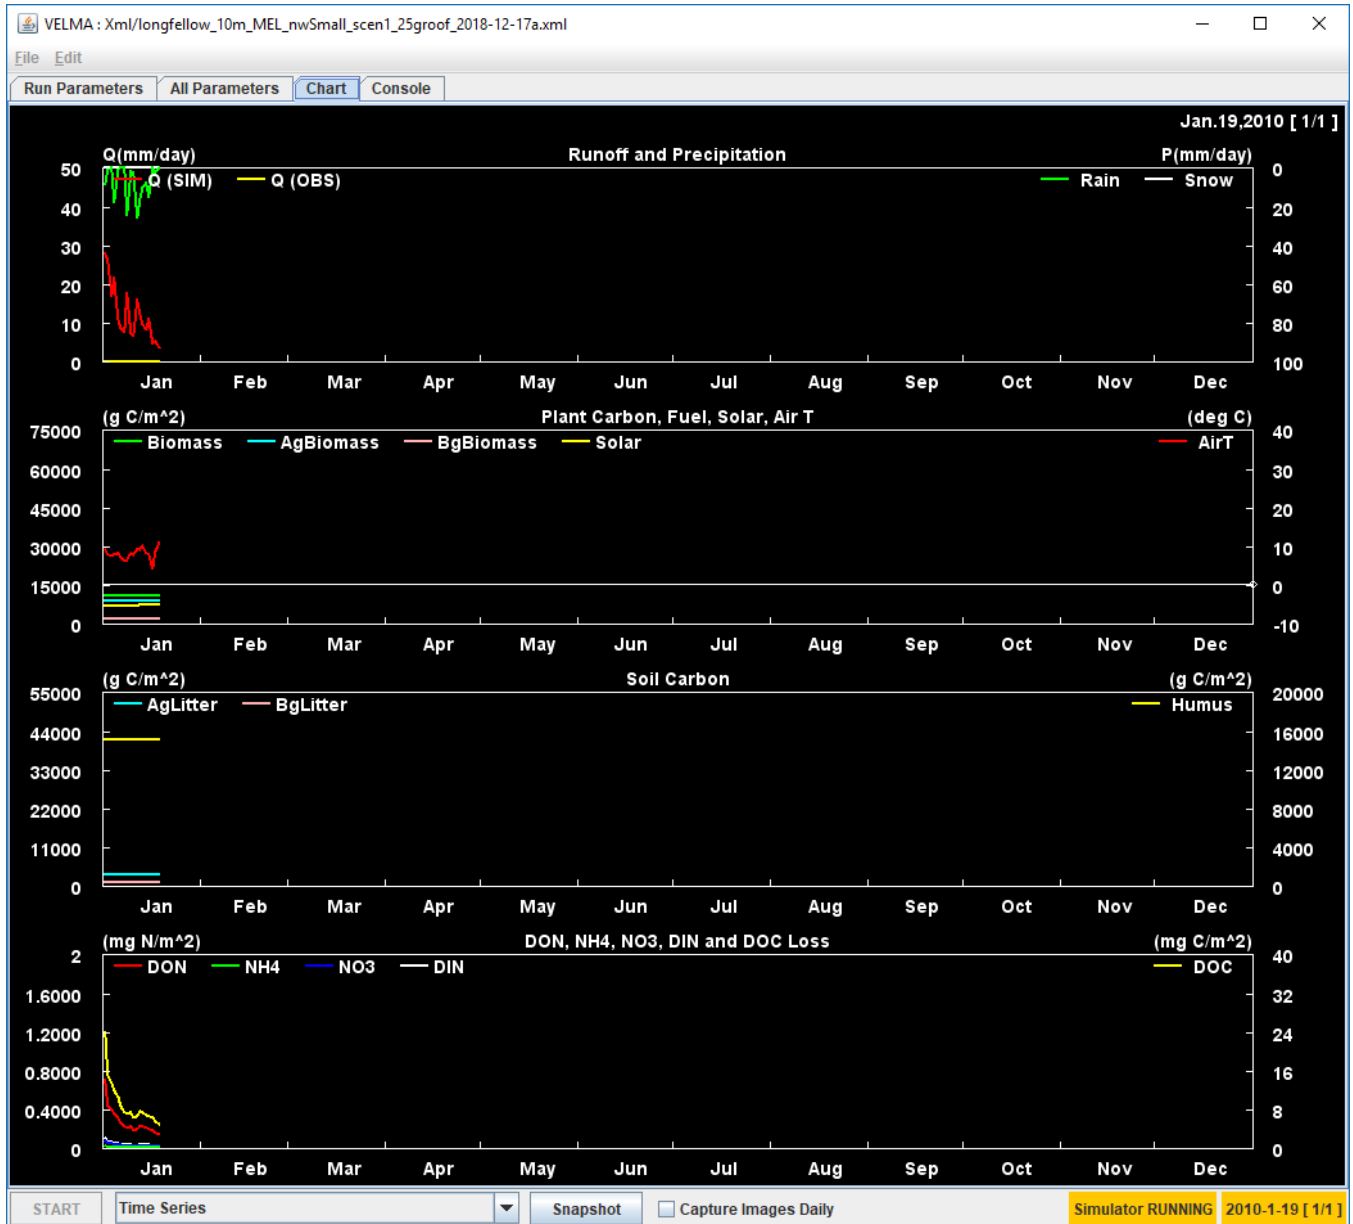 VELMA : Xml/longfellow_10m_MEL_nwSmall_scen1_25groof_2018-12-17a.xml
File Edit
Run Parameters All Parameters Chart Console
Jan.19,2010 [ 1/1 ]
Q(mm/day) Runoff and Precipitation P(mm/day)
50 Q (SIM) Q (OBS) Rain Snow 0
40 20
30 40
20 60
10 80
0 100
Jan Feb Mar Apr May Jun Jul Aug Sep Oct Nov Dec
(g C/m^2) Plant Carbon, Fuel, Solar, Air T (deg C)
75000 Biomass AgBiomass BgBiomass Solar AirT 40
60000 30
45000 20
30000 10
15000 0
0 -10
Jan Feb Mar Apr May Jun Jul Aug Sep Oct Nov Dec
(g C/m^2) Soil Carbon (g C/m^2)
55000 AgLitter BgLitter Humus 20000
44000 16000
33000 12000
22000 8000
11000 4000
0 0
Jan Feb Mar Apr May Jun Jul Aug Sep Oct Nov Dec
(mg N/m^2) DON, NH4, NO3, DIN and DOC Loss (mg C/m^2)
2 DON NH4 NO3 DIN DOC 40
1.6000 32
1.2000 24
0.8000 16
0.4000 8
0 0
Jan Feb Mar Apr May Jun Jul Aug Sep Oct Nov Dec
START Time Series Snapshot Capture Images Daily Simulator RUNNING 2010-1-19 [ 1/1 ]